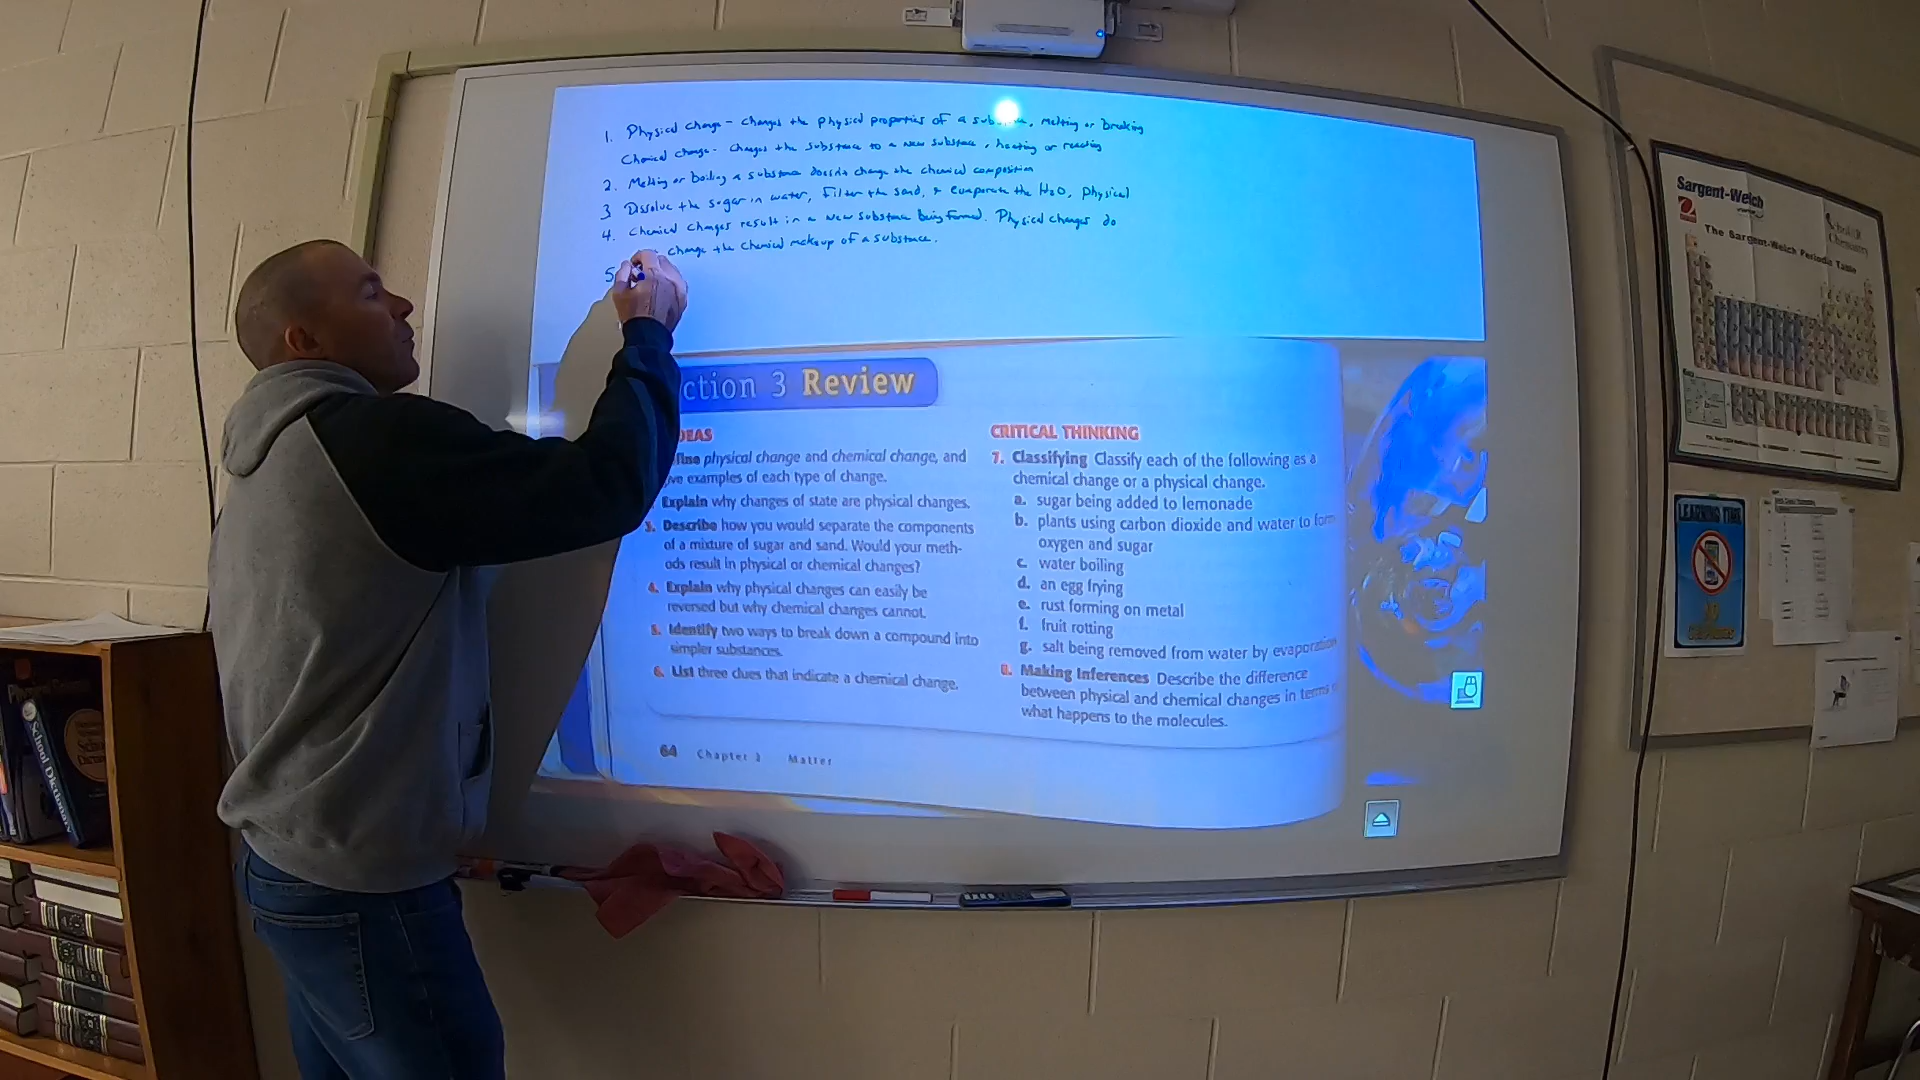 1. Physical change - changes the physical properties of a , melting or breaking
Chemical change - changes the substance to a new substance, heating or reacting
2. Melting or boiling a substance doesn't change the chemical composition
3 Dissolve the sugar in water, filter the sand, & evaporate the H2O, physical
4. Chemical changes result in a new substance being formed. Physical changes do
change the chemical makeup of a substance.
5
ction 3 Review
DEAS
fine physical change and chemical change, and
ve examples of each type of change.
Explain why changes of state are physical changes.
3. Describe how you would separate the components
of a mixture of sugar and sand. Would your meth-
ods result in physical or chemical changes?
4. Explain why physical changes can easily be
reversed but why chemical changes cannot.
5. Identify two ways to break down a compound into
simpler substances.
6. List three clues that indicate a chemical change.
64 Chapter 2 Matter
CRITICAL THINKING
7. Classifying Classify each of the following as a
chemical change or a physical change.
a. sugar being added to lemonade
b. plants using carbon dioxide and water to form
oxygen and sugar
c. water boiling
d. an egg frying
e. rust forming on metal
f. fruit rotting
g. salt being removed from water by evaporation
8. Making Inferences Describe the difference
between physical and chemical changes in terms
what happens to the molecules.
Sargent-Welch
The Sargent-Welch Periodic Table
LEARNING TIME
School Dictionary